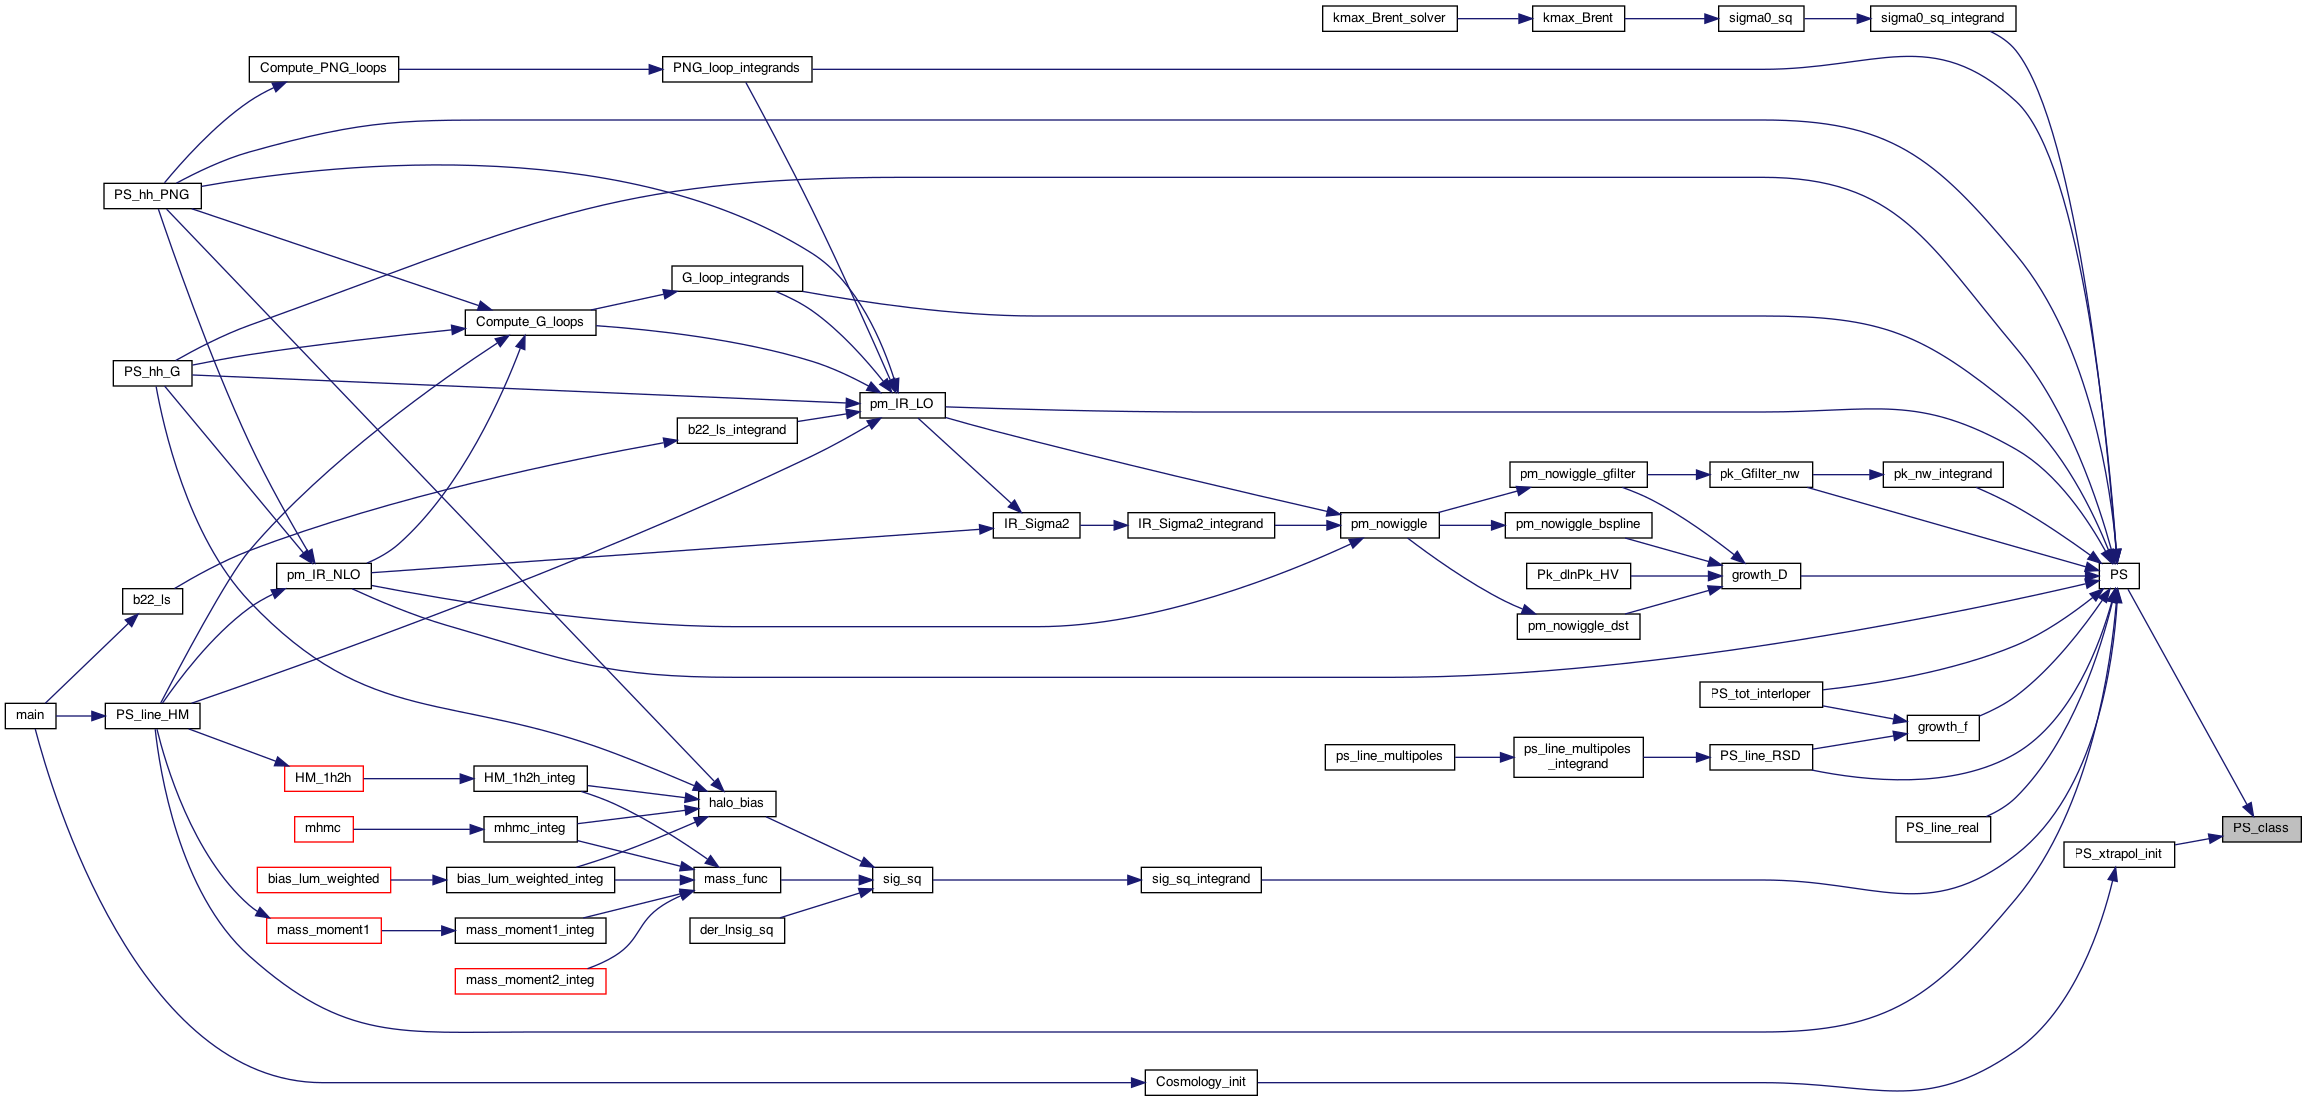 kmax_Brent_solver
kmax_Brent
sigma0_sq
sigma0_sq_integrand
Compute_PNG_loops
PNG_loop_integrands
PS_hh_PNG
G_loop_integrands
Compute_G_loops
PS_hh_G
pm_IR_LO
b22_ls_integrand
pm_nowiggle_gfilter
pk_Gfilter_nw
pk_nw_integrand
IR_Sigma2
IR_Sigma2_integrand
pm_nowiggle
pm_nowiggle_bspline
pm_IR_NLO
Pk_dlnPk_HV
growth_D
PS
b22_ls
pm_nowiggle_dst
PS_tot_interloper
main
PS_line_HM
growth_f
ps_line_multipoles
ps_line_multipoles
_integrand
PS_line_RSD
HM_1h2h
HM_1h2h_integ
halo_bias
mhmc
mhmc_integ
PS_line_real
PS_class
PS_xtrapol_init
bias_lum_weighted
bias_lum_weighted_integ
mass_func
sig_sq
sig_sq_integrand
mass_moment1
mass_moment1_integ
der_lnsig_sq
mass_moment2_integ
Cosmology_init